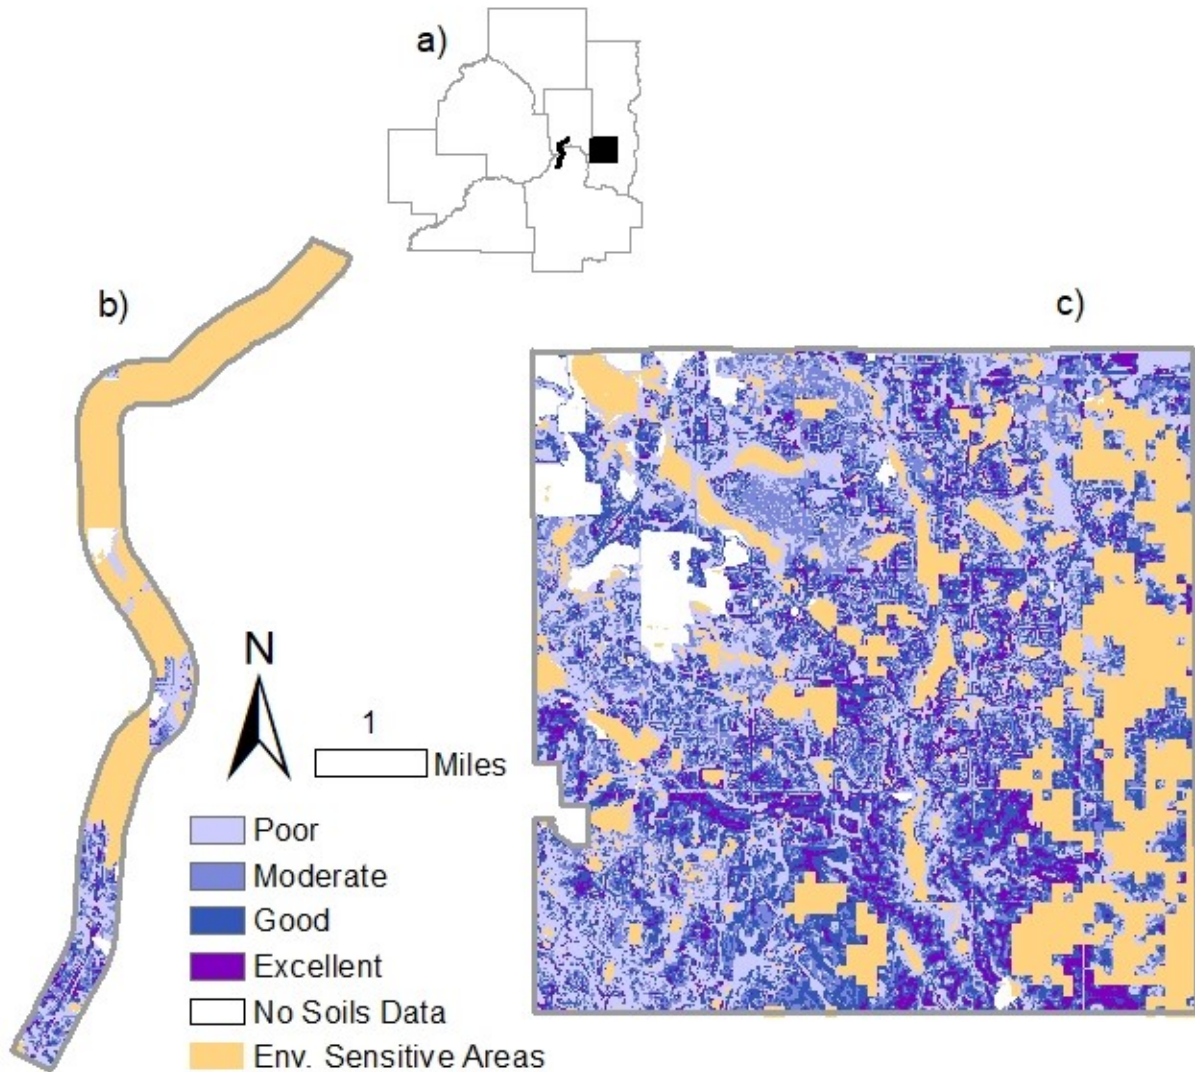 a)
b)
c)
N
1
Miles
Poor
Moderate
Good
Excellent
No Soils Data
Env. Sensitive Areas